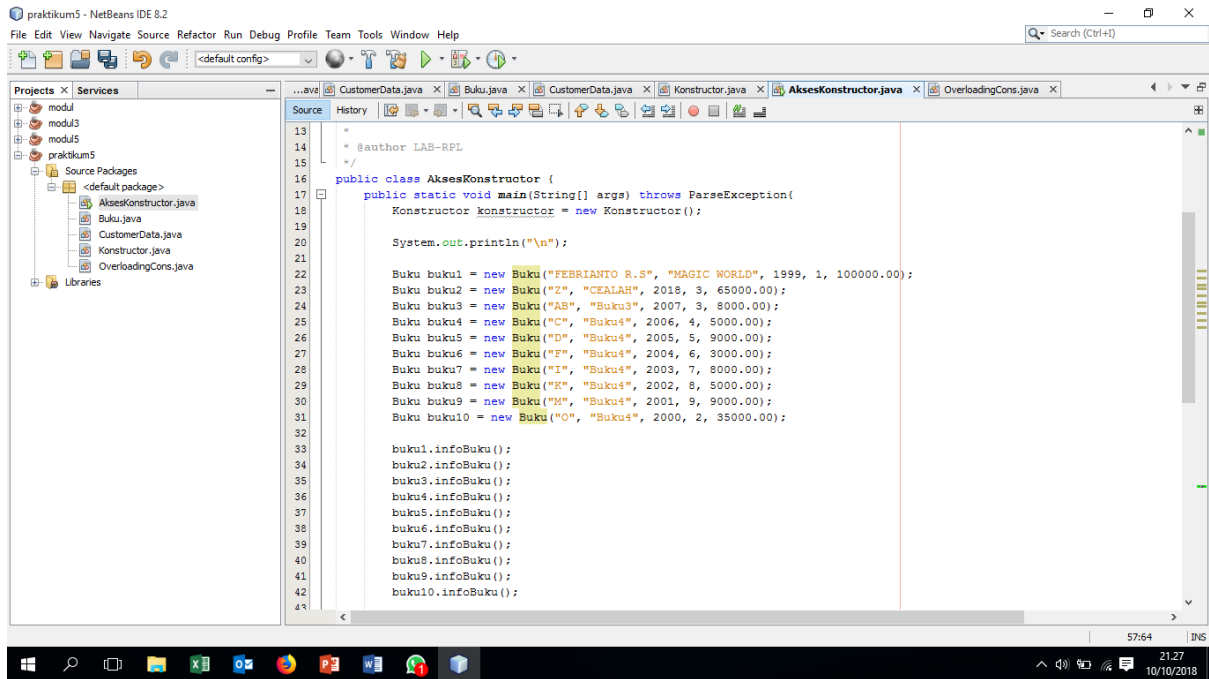 praktikum5 - NetBeans IDE 8.2
File Edit View Navigate Source Refactor Run Debug Profile Team Tools Window Help
Search (Ctrl+I)
<default config>
Projects × Services
...ava CustomerData.java × Buku.java × CustomerData.java × Konstructor.java × AksesKonstructor.java × OverloadingCons.java ×
modul
modul3
modul5
praktikum5
Source Packages
<default package>
AksesKonstructor.java
Buku.java
CustomerData.java
Konstructor.java
OverloadingCons.java
Libraries
Source History
13 *
14 * @author LAB-RPL
15 */
16 public class AksesKonstructor {
17 public static void main(String[] args) throws ParseException{
18 Konstructor konstructor = new Konstructor();
19
20 System.out.println("\n");
21
22 Buku buku1 = new Buku("FEBRIANTO R.S", "MAGIC WORLD", 1999, 1, 100000.00);
23 Buku buku2 = new Buku("Z", "CEALAH", 2018, 3, 65000.00);
24 Buku buku3 = new Buku("AB", "Buku3", 2007, 3, 8000.00);
25 Buku buku4 = new Buku("C", "Buku4", 2006, 4, 5000.00);
26 Buku buku5 = new Buku("D", "Buku4", 2005, 5, 9000.00);
27 Buku buku6 = new Buku("F", "Buku4", 2004, 6, 3000.00);
28 Buku buku7 = new Buku("I", "Buku4", 2003, 7, 8000.00);
29 Buku buku8 = new Buku("K", "Buku4", 2002, 8, 5000.00);
30 Buku buku9 = new Buku("M", "Buku4", 2001, 9, 9000.00);
31 Buku buku10 = new Buku("O", "Buku4", 2000, 2, 35000.00);
32
33 buku1.infoBuku();
34 buku2.infoBuku();
35 buku3.infoBuku();
36 buku4.infoBuku();
37 buku5.infoBuku();
38 buku6.infoBuku();
39 buku7.infoBuku();
40 buku8.infoBuku();
41 buku9.infoBuku();
42 buku10.infoBuku();
43
57:64 INS
21.27
10/10/2018